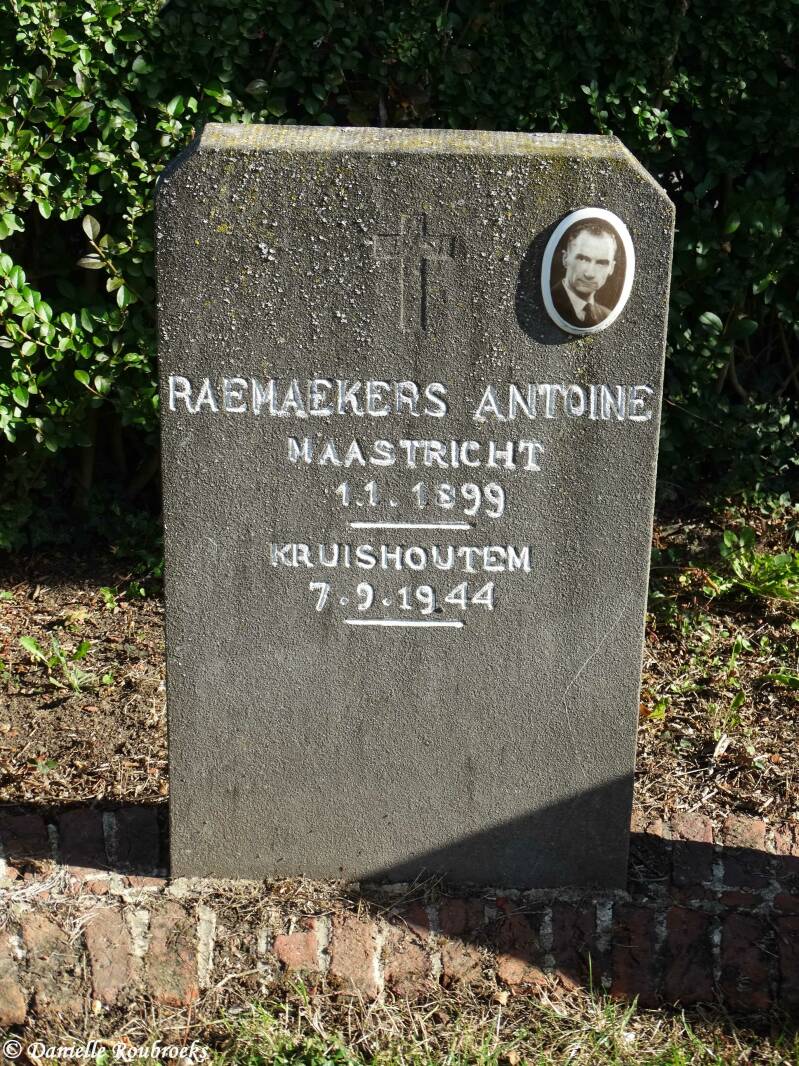 RAEMAEKERS ANTOINE
MAASTRICHT
1.1.1899
KRUISHOUTEM
7.9.1944
© Danielle Roubroeks